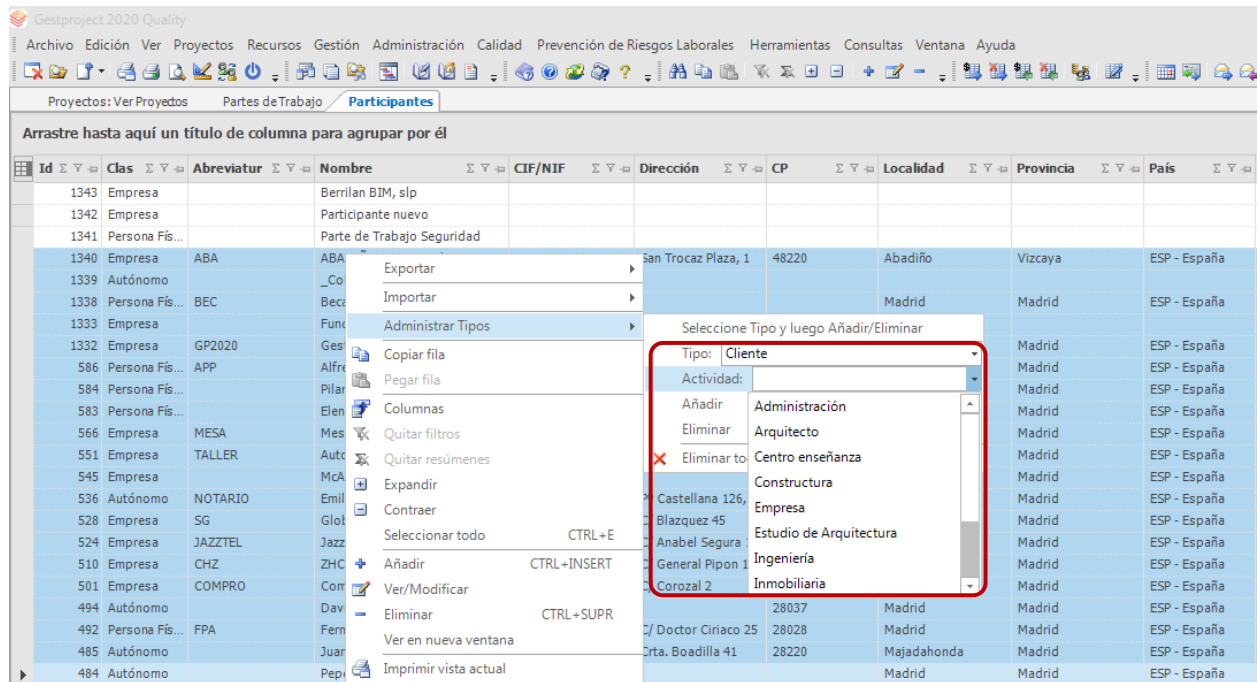 Gestproject 2020 Quality
Archivo Edición Ver Proyectos Recursos Gestión Administración Calidad Prevención de Riesgos Laborales Herramientas Consultas Ventana Ayuda
Proyectos: Ver Proyectos Partes de Trabajo Participantes
Arrastre hasta aquí un título de columna para agrupar por él
Id Clas Abreviatur Nombre CIF/NIF Dirección CP Localidad Provincia País
1343 Empresa Berrilan BIM, slp
1342 Empresa Participante nuevo
1341 Persona Fís... Parte de Trabajo Seguridad
1340 Empresa ABA ABA San Trocaz Plaza, 1 48220 Abadiño Vizcaya ESP - España
1339 Autónomo
1338 Persona Fís... BEC Madrid Madrid ESP - España
1333 Empresa
1332 Empresa GP2020 Madrid ESP - España
586 Persona Fís... APP Madrid ESP - España
584 Persona Fís... Pilar Madrid ESP - España
583 Persona Fís... Madrid ESP - España
566 Empresa MESA Madrid ESP - España
551 Empresa TALLER Madrid ESP - España
545 Empresa Madrid ESP - España
536 Autónomo NOTARIO Castellana 126, Madrid ESP - España
528 Empresa SG C/ Blazquez 45 Madrid ESP - España
524 Empresa JAZZTEL C/ Anabel Segura Madrid ESP - España
510 Empresa CHZ ZHC C/ General Pipon 1 Madrid ESP - España
501 Empresa COMPRO C/ Corozal 2 Madrid ESP - España
494 Autónomo 28037 Madrid Madrid ESP - España
492 Persona Fís... FPA C/ Doctor Ciriaco 25 28028 Madrid Madrid ESP - España
485 Autónomo Juan Crta. Boadilla 41 28220 Majadahonda Madrid ESP - España
484 Autónomo Madrid Madrid ESP - España
Exportar
Importar
Administrar Tipos
Copiar fila
Pegar fila
Columnas
Quitar filtros
Quitar resúmenes
Expandir
Contraer
Seleccionar todo CTRL+E
Añadir CTRL+INSERT
Ver/Modificar
Eliminar CTRL+SUPR
Ver en nueva ventana
Imprimir vista actual
Seleccione Tipo y luego Añadir/Eliminar
Tipo: Cliente
Actividad:
Añadir
Eliminar
Eliminar to
Administración
Arquitecto
Centro enseñanza
Constructura
Empresa
Estudio de Arquitectura
Ingeniería
Inmobiliaria